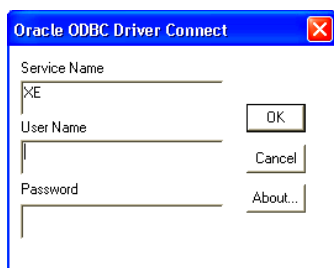 Oracle ODBC Driver Connect
Service Name
XE
User Name
OK
Cancel
Password
About...